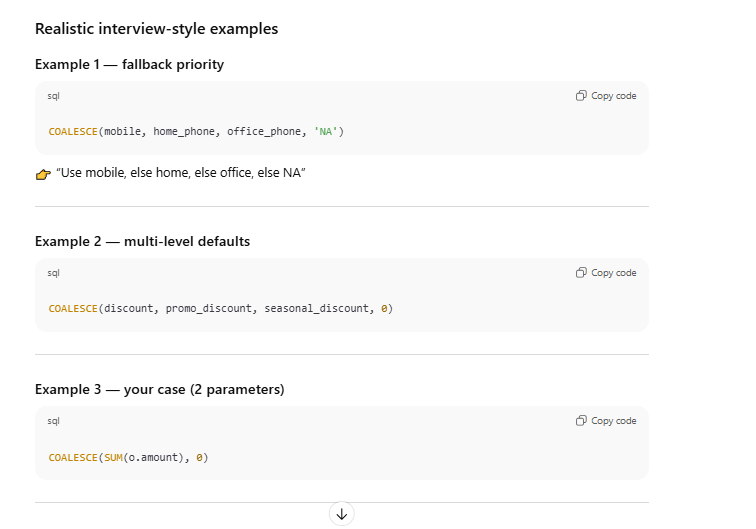 Realistic interview-style examples
Example 1 — fallback priority
sql
Copy code
COALESCE(mobile, home_phone, office_phone, 'NA')
👉 “Use mobile, else home, else office, else NA”
Example 2 — multi-level defaults
sql
Copy code
COALESCE(discount, promo_discount, seasonal_discount, 0)
Example 3 — your case (2 parameters)
sql
Copy code
COALESCE(SUM(o.amount), 0)